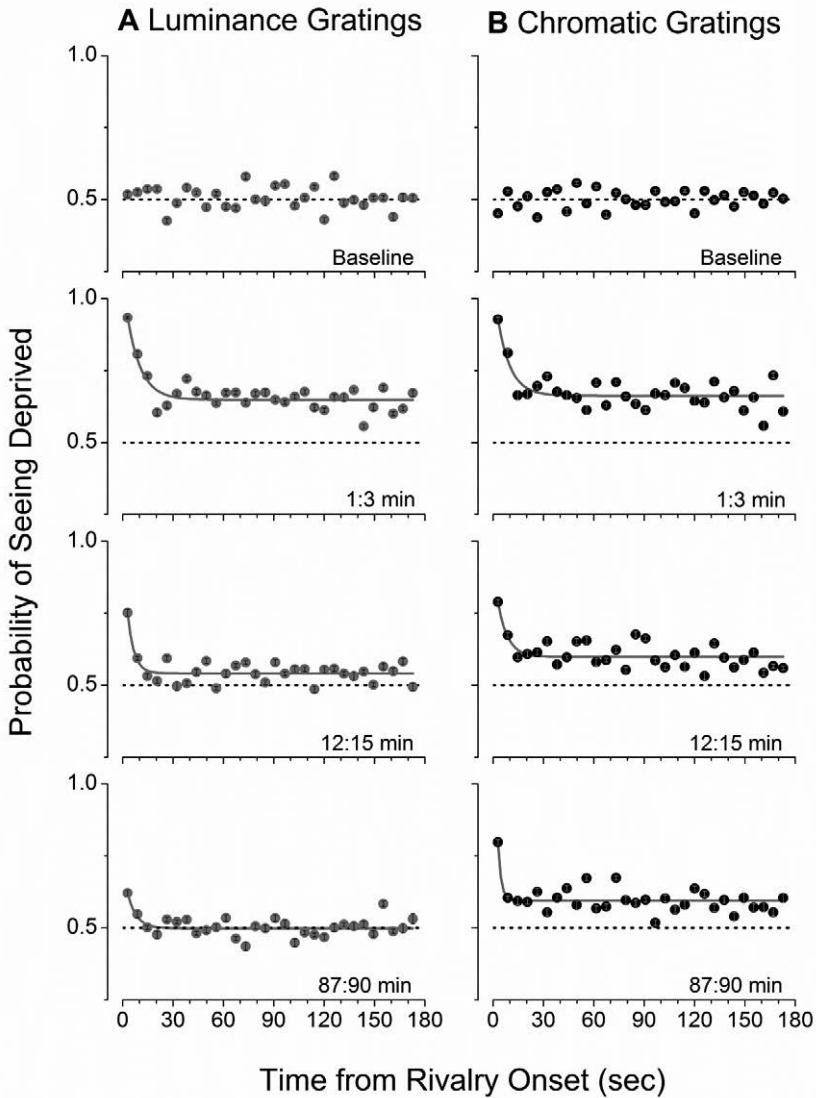 A Luminance Gratings
B Chromatic Gratings
Probability of Seeing Deprived
1.0
0.5
Baseline
Baseline
1.0
0.5
1:3 min
1:3 min
1.0
0.5
12:15 min
12:15 min
1.0
0.5
87:90 min
87:90 min
0 30 60 90 120 150 180
0 30 60 90 120 150 180
Time from Rivalry Onset (sec)